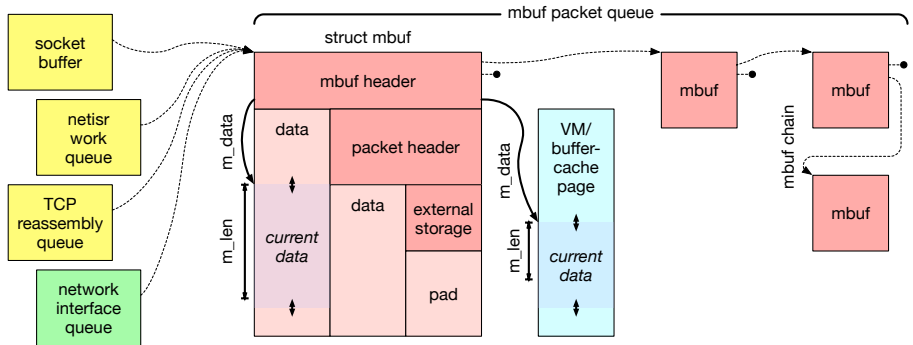 mbuf packet queue
socket
buffer
netisr
work
queue
TCP
reassembly
queue
network
interface
queue
struct mbuf
mbuf header
data
packet header
m_data
m_len
current
data
data
external
storage
pad
m_data
m_len
VM/
buffer-
cache
page
current
data
mbuf
mbuf
mbuf chain
mbuf